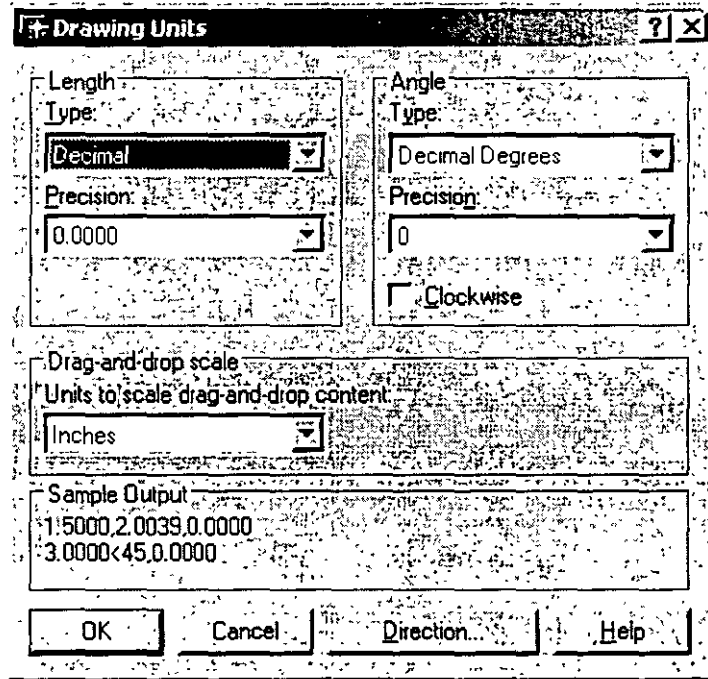 Drawing Units
Length
Type:
Decimal
Precision:
0.0000
Angle
Type:
Decimal Degrees
Precision:
0
Clockwise
Drag-and-drop scale
Units to scale drag-and-drop content:
Inches
Sample Output
1.5000,2.0039,0.0000
3.0000<45,0.0000
OK Cancel Direction... Help